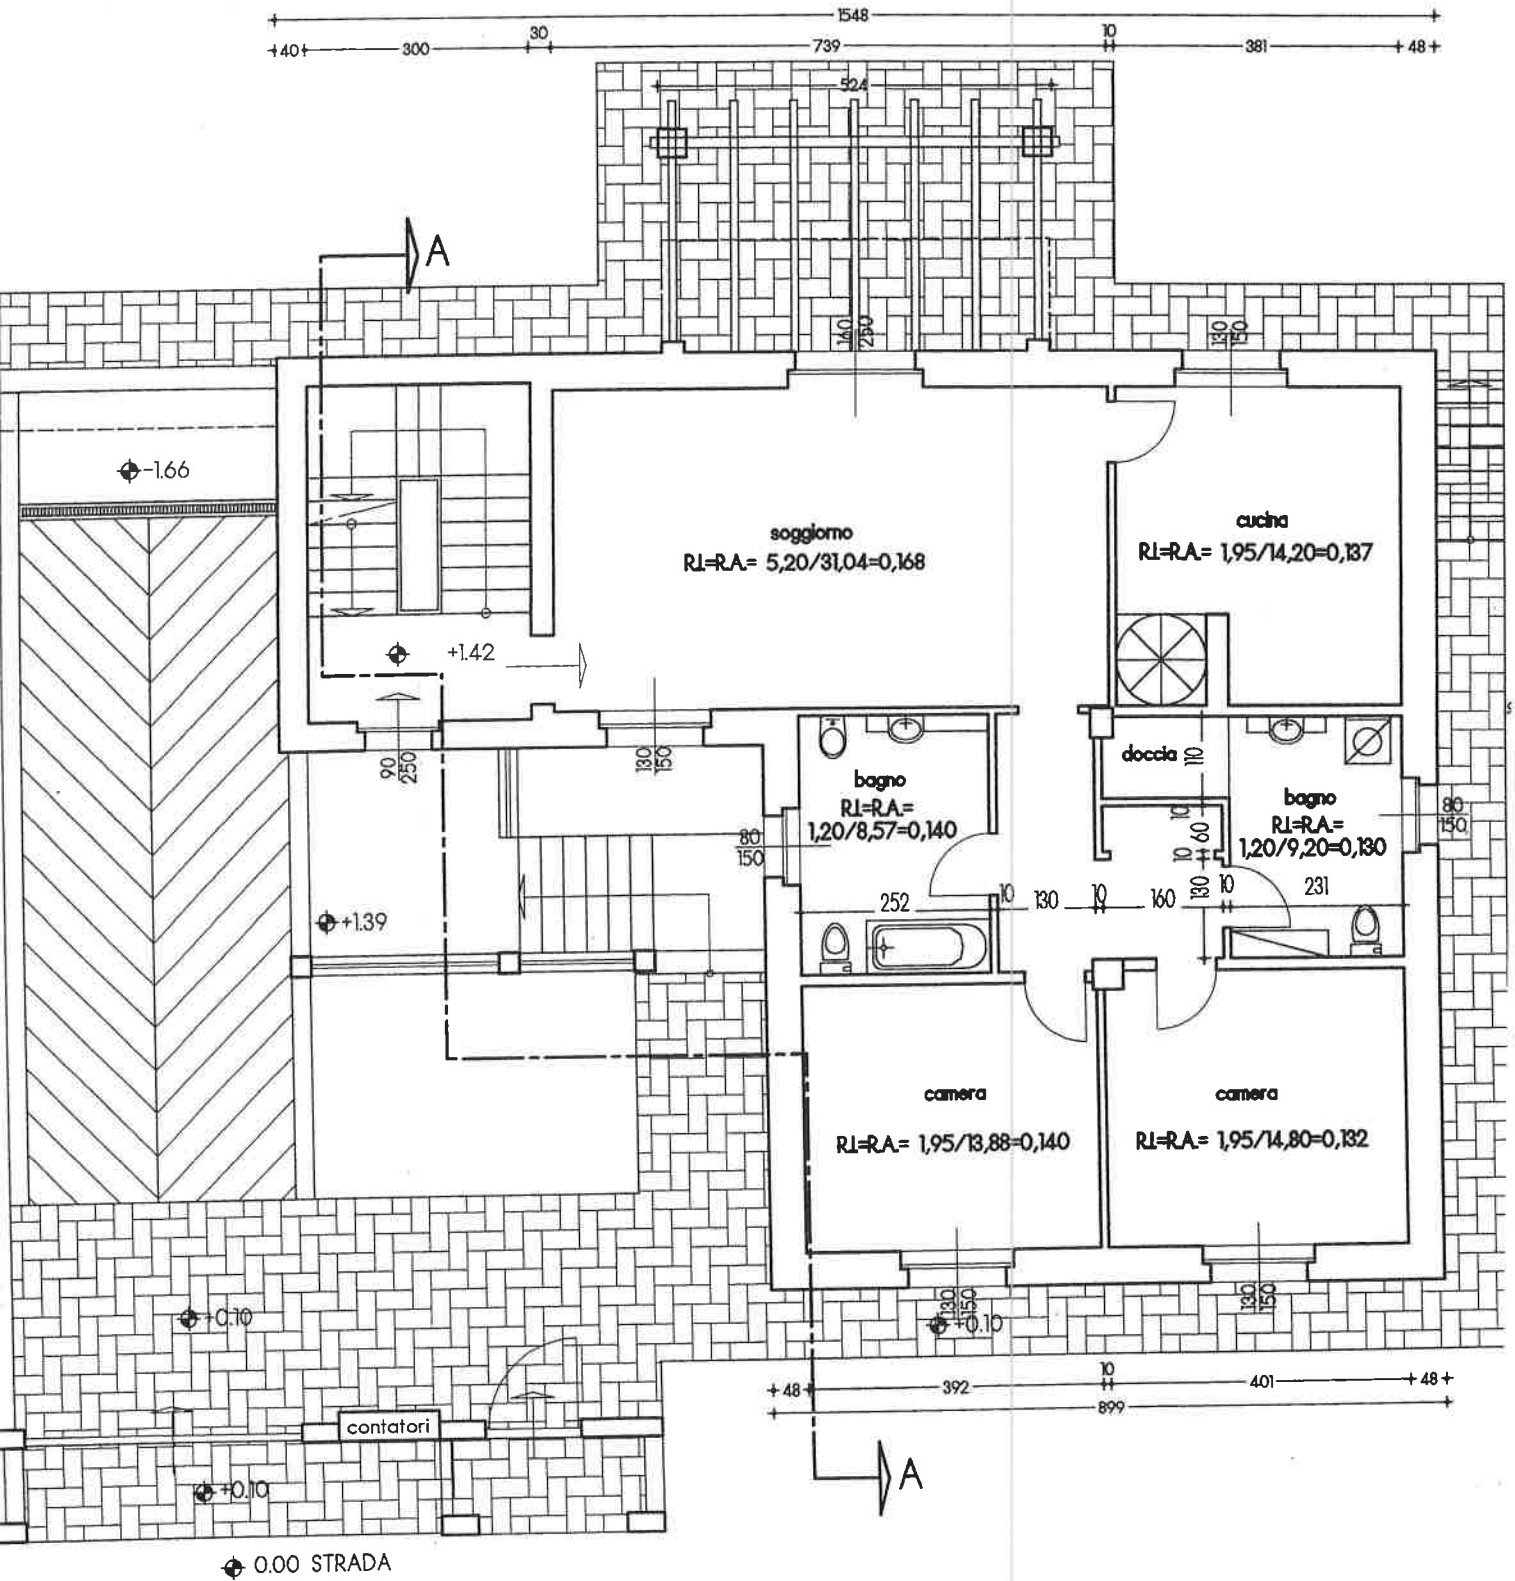 1548
40 300 30 739 10 381 48
524
A
160 250
130 150
-1.66
soggiorno
R.I.=R.A.= 5,20/31,04=0,168
cucina
R.I.=R.A.= 1,95/14,20=0,137
+1.42
90 250
130 150
doccia
110
bagno
R.I.=R.A.=
1,20/8,57=0,140
80
150
bagno
R.I.=R.A.=
1,20/9,20=0,130
80
150
10
60
10
130
252 10 130 10 160 10 231
+1.39
camera
R.I.=R.A.= 1,95/13,88=0,140
camera
R.I.=R.A.= 1,95/14,80=0,132
130 150
130 150
+0.10
+0.10
48 392 10 401 48
899
contatori
A
+0.10
0.00 STRADA